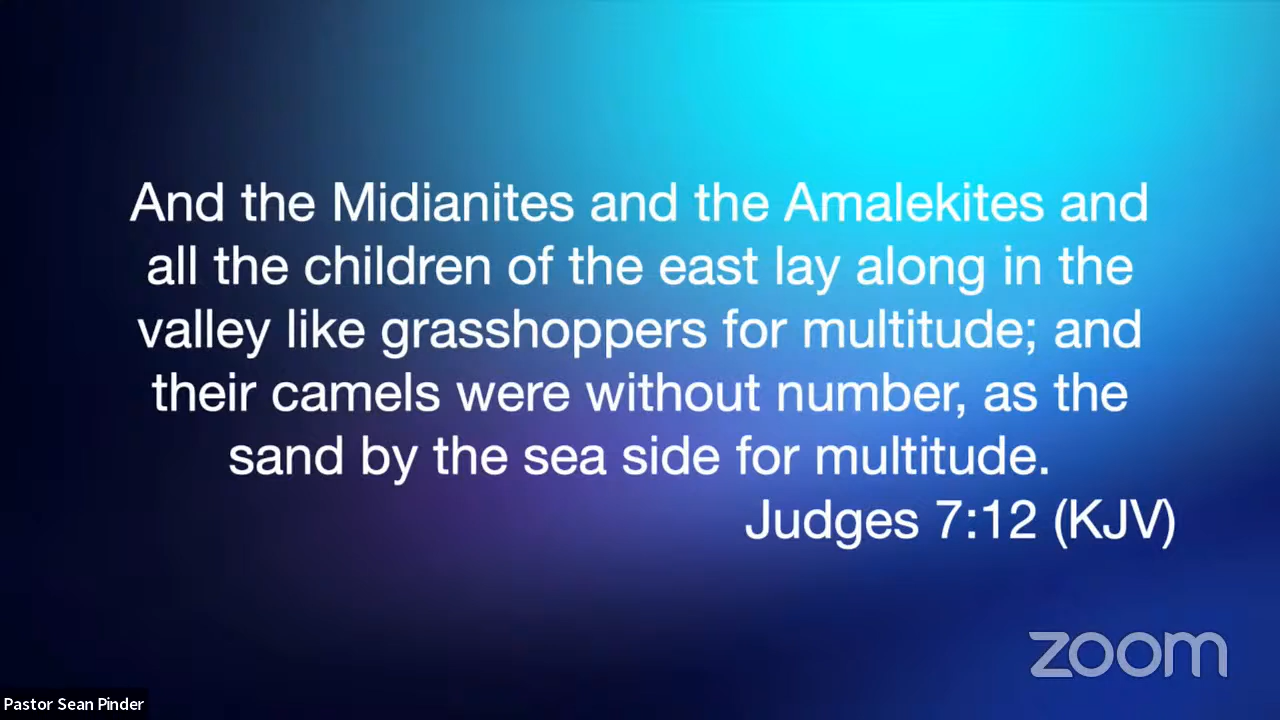 And the Midianites and the Amalekites and
all the children of the east lay along in the
valley like grasshoppers for multitude; and
their camels were without number, as the
sand by the sea side for multitude.
Judges 7:12 (KJV)
zoom
Pastor Sean Pinder